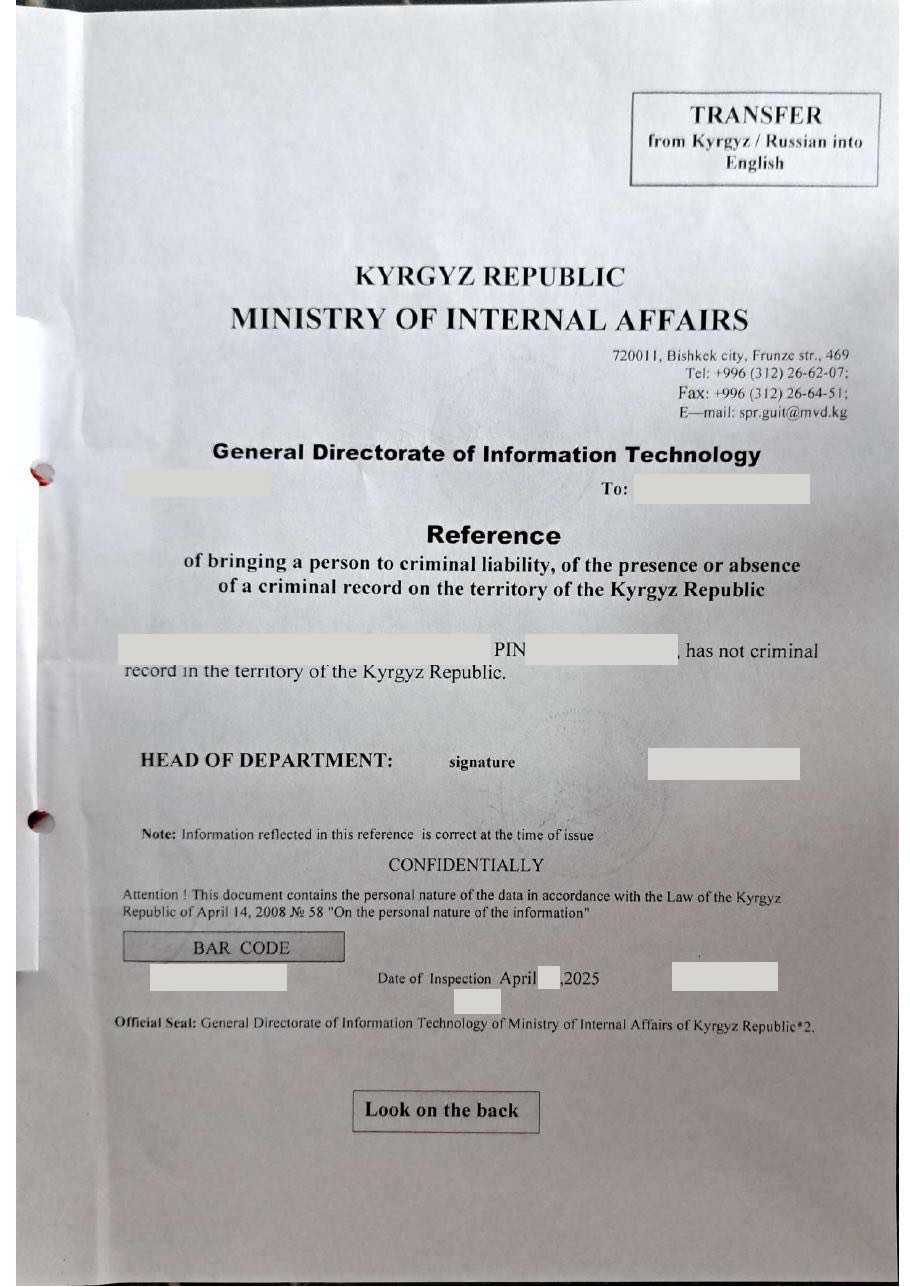 TRANSFER
from Kyrgyz / Russian into
English
KYRGYZ REPUBLIC
MINISTRY OF INTERNAL AFFAIRS
720011, Bishkek city, Frunze str., 469
Tel: +996 (312) 26-62-07;
Fax: +996 (312) 26-64-51;
E—mail: spr.guit@mvd.kg
General Directorate of Information Technology
To:
Reference
of bringing a person to criminal liability, of the presence or absence
of a criminal record on the territory of the Kyrgyz Republic
PIN , has not criminal
record in the territory of the Kyrgyz Republic.
HEAD OF DEPARTMENT: signature
Note: Information reflected in this reference is correct at the time of issue
CONFIDENTIALLY
Attention ! This document contains the personal nature of the data in accordance with the Law of the Kyrgyz
Republic of April 14, 2008 № 58 "On the personal nature of the information"
BAR CODE
Date of Inspection April ,2025
Official Seal: General Directorate of Information Technology of Ministry of Internal Affairs of Kyrgyz Republic*2.
Look on the back